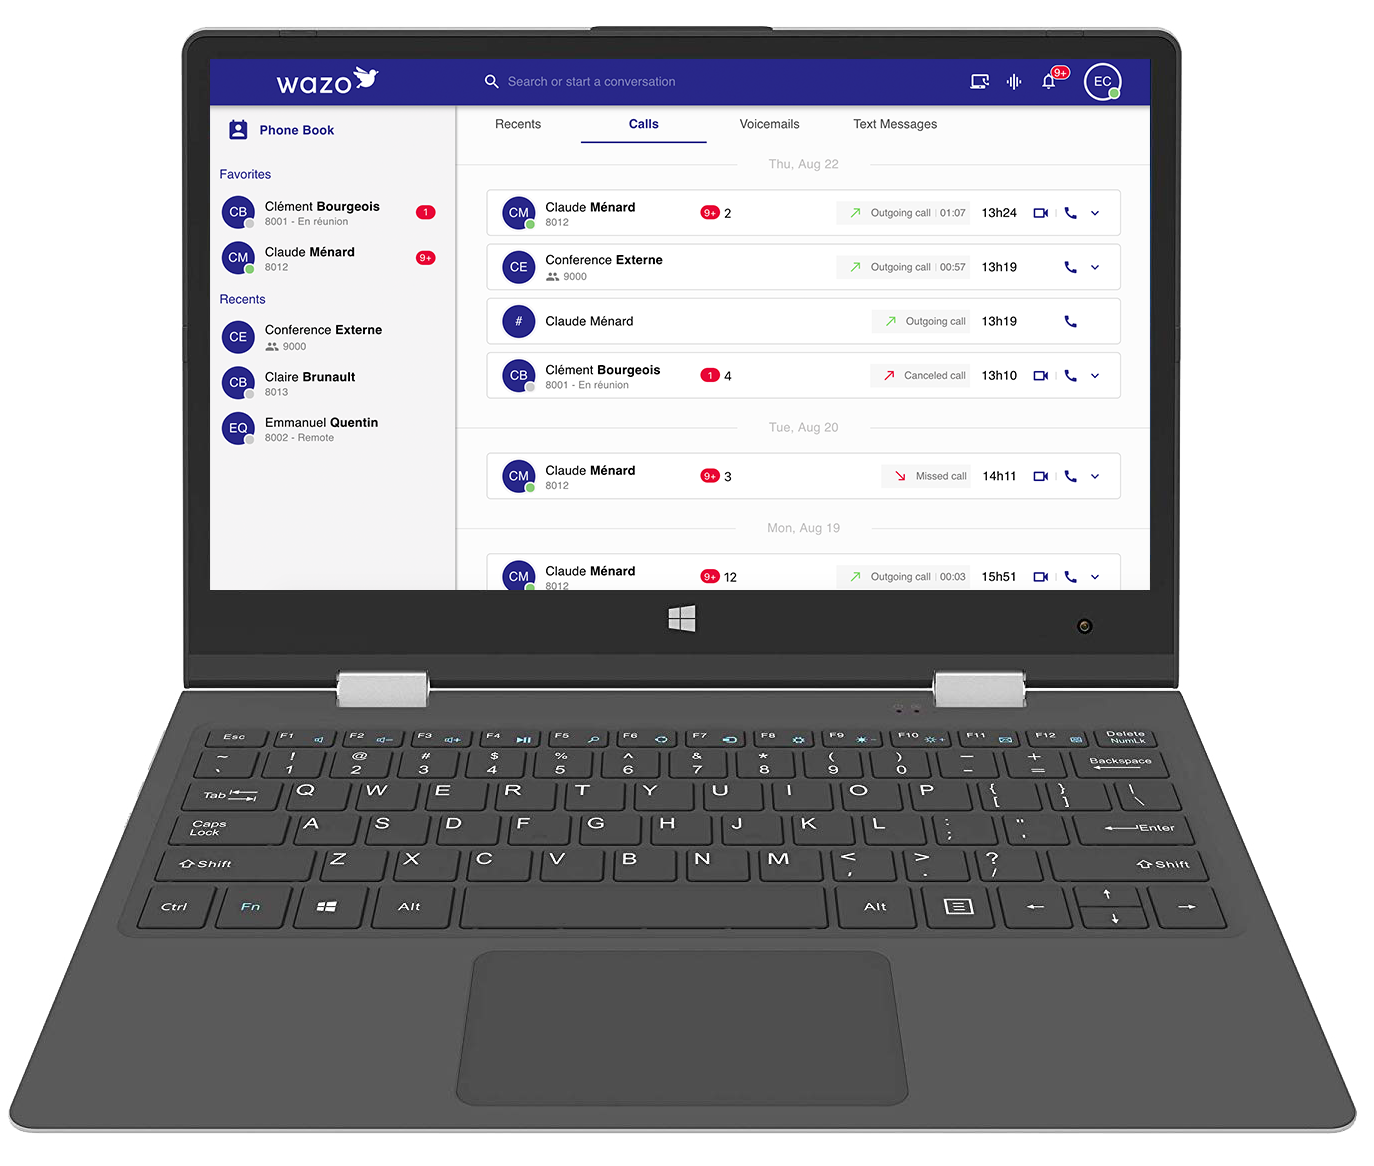 wazo
Search or start a conversation
9+
EC
Phone Book
Favorites
CB
Clément Bourgeois
8001 - En réunion
1
CM
Claude Ménard
8012
9+
Recents
CE
Conference Externe
9000
CB
Claire Brunault
8013
EQ
Emmanuel Quentin
8002 - Remote
Recents Calls Voicemails Text Messages
Thu, Aug 22
CM
Claude Ménard
8012
9+ 2
Outgoing call | 01:07 13h24
CE
Conference Externe
9000
Outgoing call | 00:57 13h19
#
Claude Ménard
Outgoing call 13h19
CB
Clément Bourgeois
8001 - En réunion
1 4
Canceled call 13h10
Tue, Aug 20
CM
Claude Ménard
8012
9+ 3
Missed call 14h11
Mon, Aug 19
CM
Claude Ménard
8012
9+ 12
Outgoing call | 00:03 15h51
Esc F1 F2 F3 F4 F5 F6 F7 F8 F9 F10 F11 F12 Delete
NumLk
~ ! @ # $ % ^ & * ( ) — + Backspace
` 1 2 3 4 5 6 7 8 9 0 - =
Tab Q W E R T Y U I O P { } |
[ ] \
Caps
Lock
A S D F G H J K L : " Enter
; '
Shift Z X C V B N M < > ? Shift
, . /
Ctrl Fn Alt Alt ← ↑ →
↓